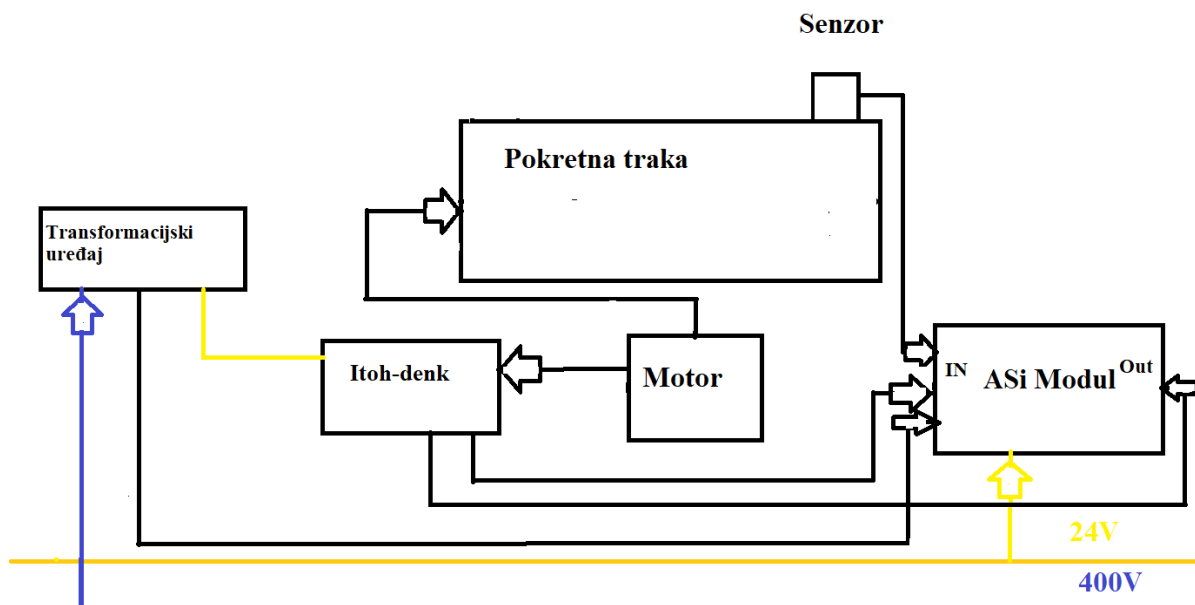 Senzor
Pokretna traka
Transformacijski
uređaj
Itoh-denk
Motor
IN
ASi Modul
Out
24V
400V